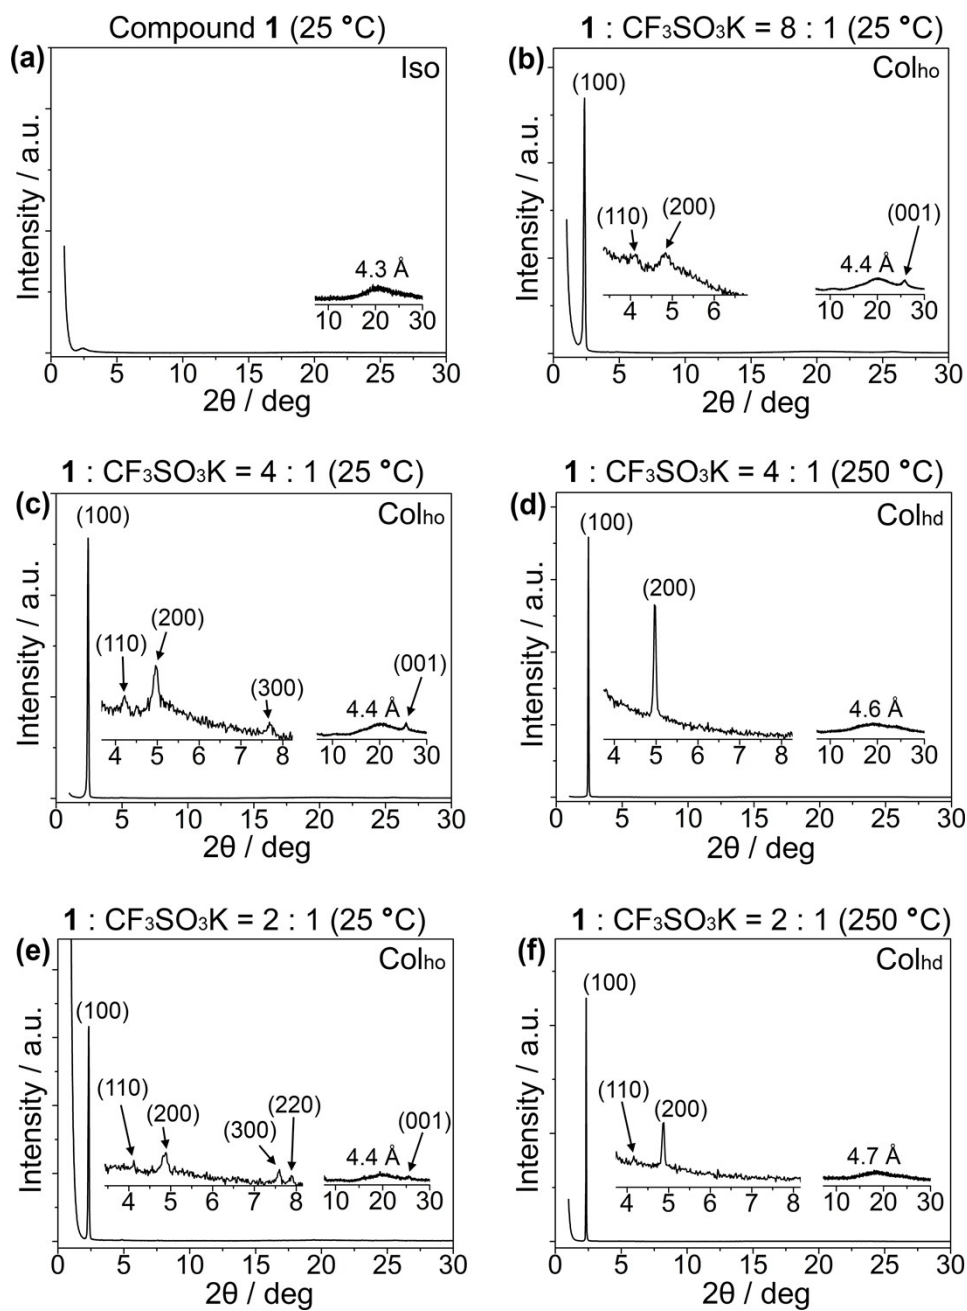 Compound 1 (25 °C)
(a)
Iso
4.3 Å
10 20 30
0 5 10 15 20 25 30
2θ / deg
Intensity / a.u.
1 : CF₃SO₃K = 8 : 1 (25 °C)
(b)
Colho
(100)
(110)
(200)
(001)
4.4 Å
4 5 6
10 20 30
0 5 10 15 20 25 30
2θ / deg
Intensity / a.u.
1 : CF₃SO₃K = 4 : 1 (25 °C)
(c)
Colho
(100)
(200)
(110)
(001)
(300)
4.4 Å
4 5 6 7 8
10 20 30
0 5 10 15 20 25 30
2θ / deg
Intensity / a.u.
1 : CF₃SO₃K = 4 : 1 (250 °C)
(d)
Colhd
(100)
(200)
4.6 Å
4 5 6 7 8
10 20 30
0 5 10 15 20 25 30
2θ / deg
Intensity / a.u.
1 : CF₃SO₃K = 2 : 1 (25 °C)
(e)
Colho
(100)
(110)
(200)
(300)
(220)
(001)
4.4 Å
4 5 6 7 8
10 20 30
0 5 10 15 20 25 30
2θ / deg
Intensity / a.u.
1 : CF₃SO₃K = 2 : 1 (250 °C)
(f)
Colhd
(100)
(110)
(200)
4.7 Å
4 5 6 7 8
10 20 30
0 5 10 15 20 25 30
2θ / deg
Intensity / a.u.